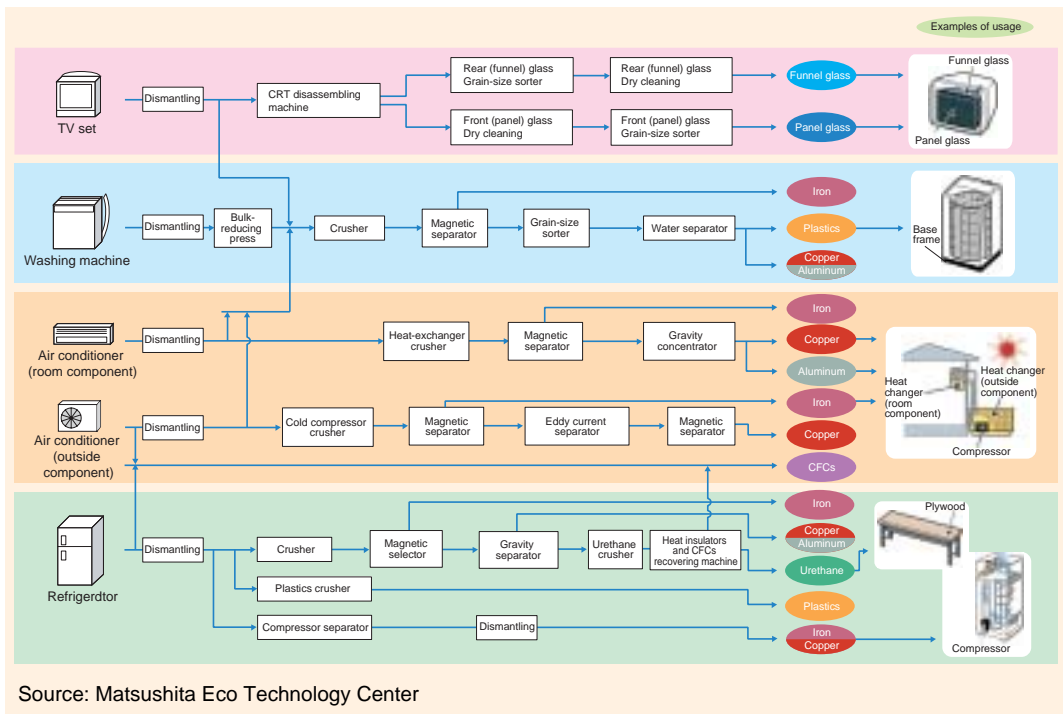 Examples of usage
TV set
Dismantling
CRT disassembling
machine
Rear (funnel) glass
Grain-size sorter
Rear (funnel) glass
Dry cleaning
Funnel glass
Front (panel) glass
Dry cleaning
Front (panel) glass
Grain-size sorter
Panel glass
Funnel glass
Panel glass
Washing machine
Dismantling
Bulk-
reducing
press
Crusher
Magnetic
separator
Grain-size
sorter
Water separator
Iron
Plastics
Copper
Aluminum
Base
frame
Air conditioner
(room component)
Dismantling
Heat-exchanger
crusher
Magnetic
separator
Gravity
concentrator
Iron
Copper
Aluminum
Air conditioner
(outside
component)
Dismantling
Cold compressor
crusher
Magnetic
separator
Eddy current
separator
Magnetic
separator
Iron
Copper
CFCs
Heat
changer
(room
component)
Heat changer
(outside
component)
Compressor
Refrigerdtor
Dismantling
Crusher
Magnetic
selector
Gravity
separator
Urethane
crusher
Heat insulators
and CFCs
recovering machine
Iron
Copper
Aluminum
Urethane
Plastics crusher
Plastics
Compressor separator
Dismantling
Iron
Copper
Plywood
Compressor
Source: Matsushita Eco Technology Center